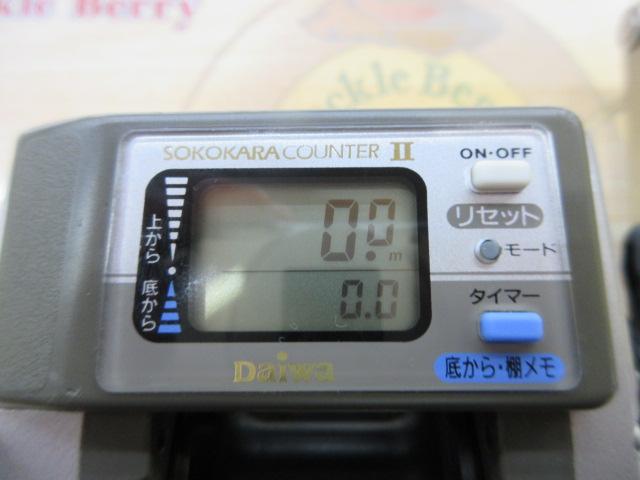 ckle Berry
ckle Berry
SOKOKARA COUNTER II
ON・OFF
リセット
モード
上から
底から
0.0 m
0.0
タイマー
底から・棚メモ
Daiwa